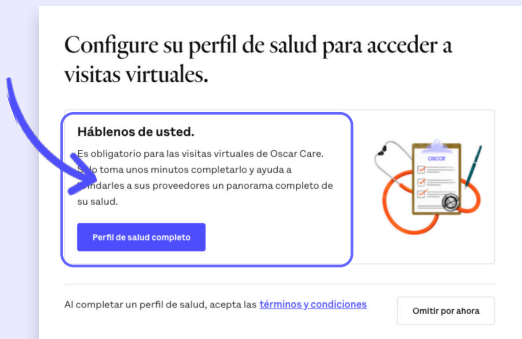 Configure su perfil de salud para acceder a
visitas virtuales.
Háblenos de usted.
Es obligatorio para las visitas virtuales de Oscar Care.
toma unos minutos completarlo y ayuda a
a sus proveedores un panorama completo de
su salud.
Perfil de salud completo
oscar
Al completar un perfil de salud, acepta las términos y condiciones
Omitir por ahora